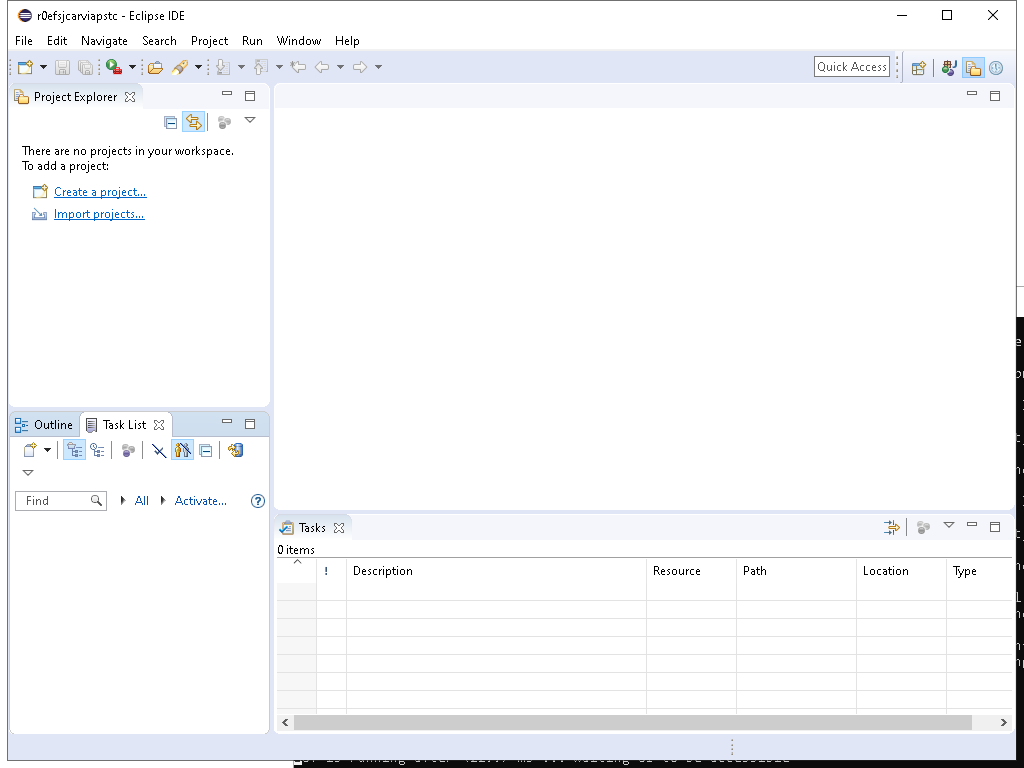 r0efsjcarviapstc - Eclipse IDE
File Edit Navigate Search Project Run Window Help
Quick Access
Project Explorer
There are no projects in your workspace.
To add a project:
Create a project...
Import projects...
Outline Task List
Find All Activate...
Tasks
0 items
! Description Resource Path Location Type